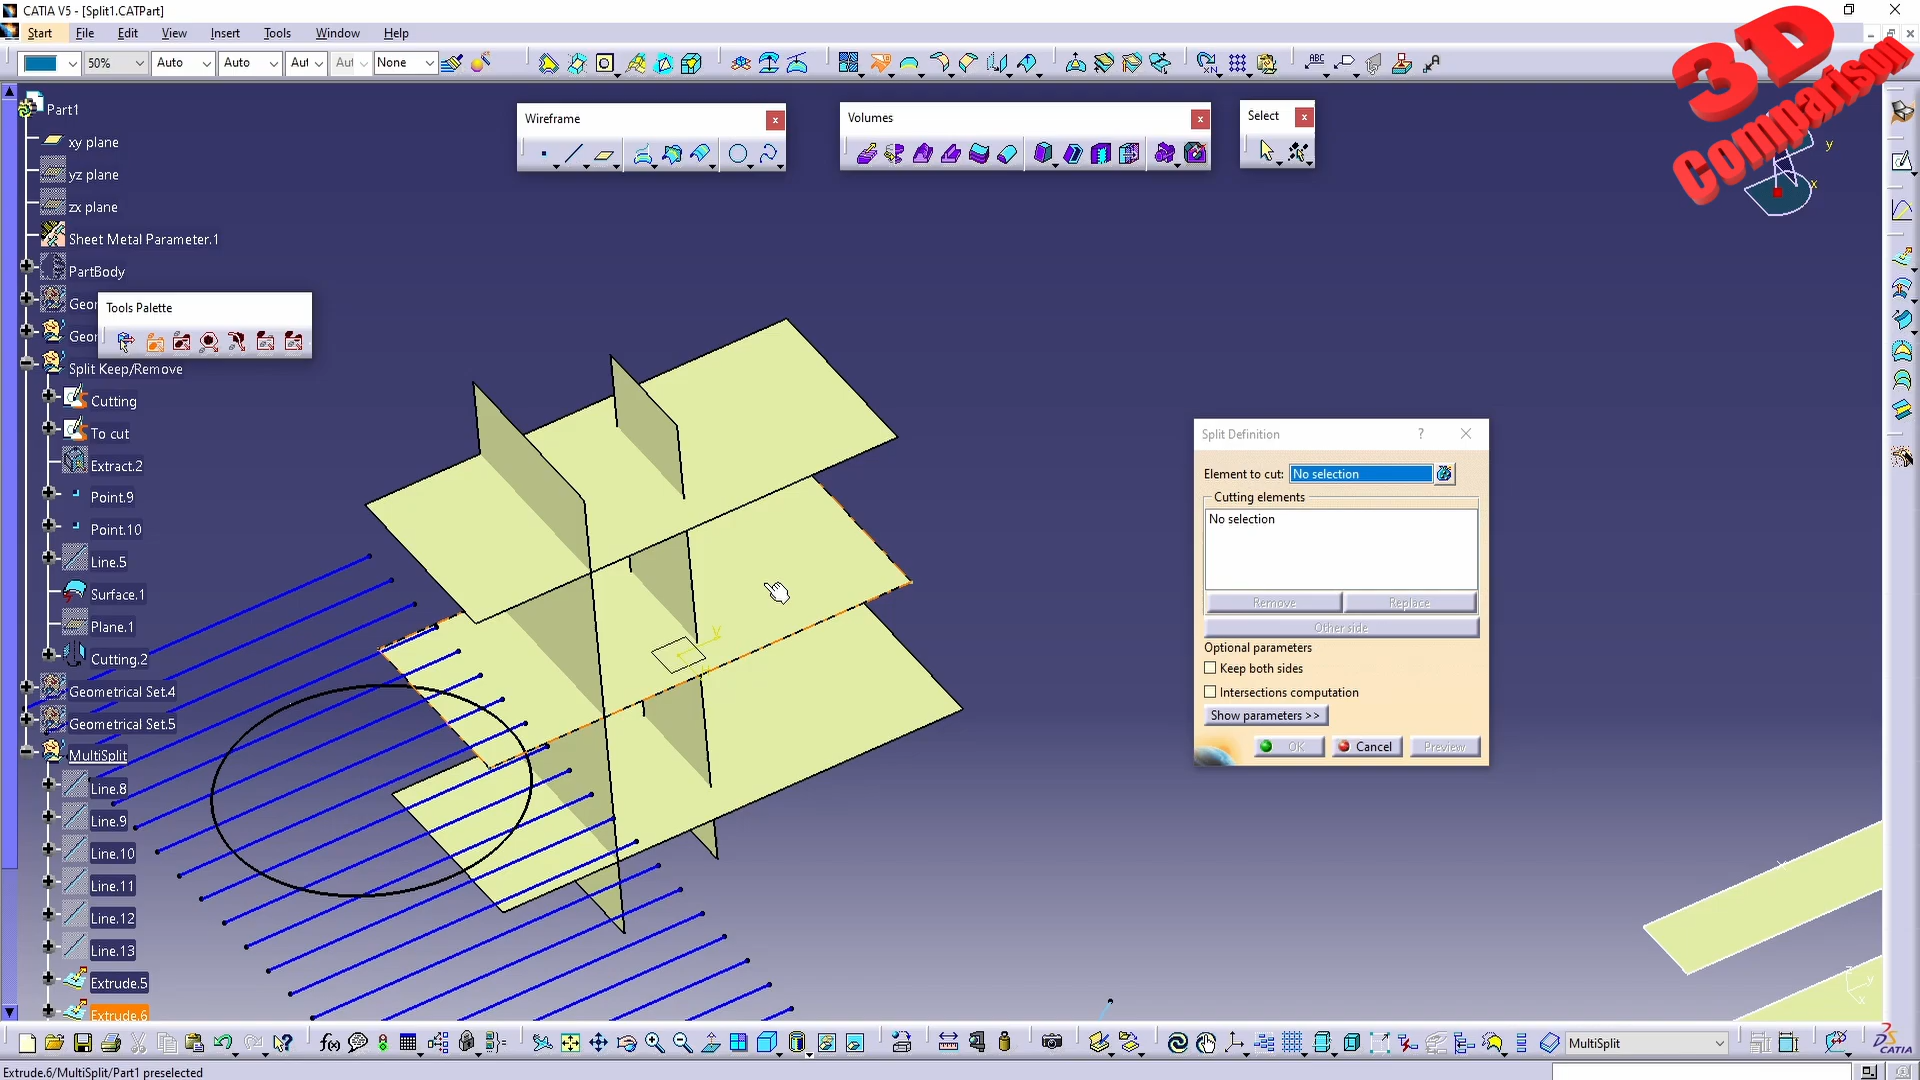 CATIA V5 - [Split1.CATPart]
Start File Edit View Insert Tools Window Help
50% Auto Auto Aut Aut None
3D
Comparison
Part1
xy plane
yz plane
zx plane
Sheet Metal Parameter.1
PartBody
Geor
Geor
Tools Palette
Split Keep/Remove
Cutting
To cut
Extract.2
Point.9
Point.10
Line.5
Surface.1
Plane.1
Cutting.2
Geometrical Set.4
Geometrical Set.5
MultiSplit
Line.8
Line.9
Line.10
Line.11
Line.12
Line.13
Extrude.5
Extrude.6
Wireframe
Volumes
Select
y
x
y
Split Definition
Element to cut: No selection
Cutting elements
No selection
Remove Replace
Other side
Optional parameters
Keep both sides
Intersections computation
Show parameters >>
OK Cancel Preview
z
y
x
MultiSplit
CATIA
Extrude.6/MultiSplit/Part1 preselected